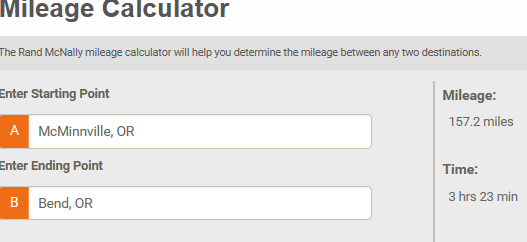 Mileage Calculator
The Rand McNally mileage calculator will help you determine the mileage between any two destinations.
Enter Starting Point
A McMinnville, OR
Enter Ending Point
B Bend, OR
Mileage:
157.2 miles
Time:
3 hrs 23 min